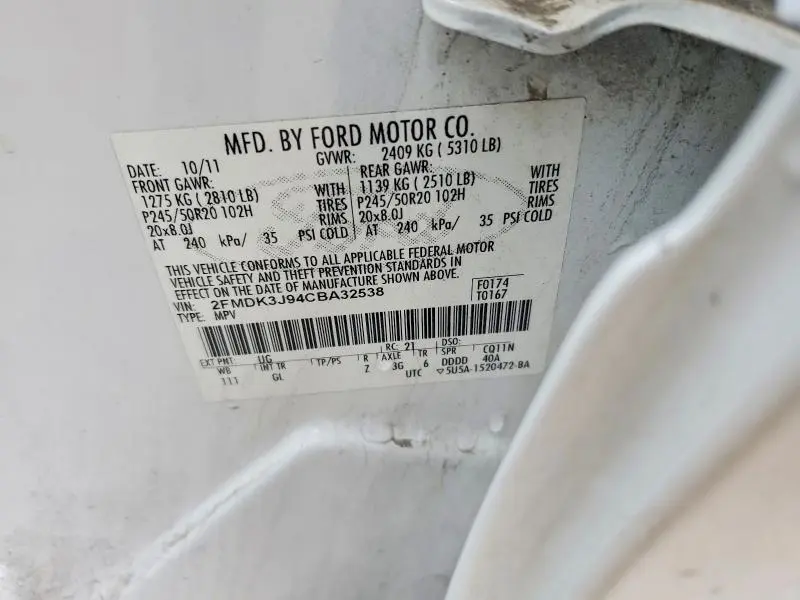 MFD. BY FORD MOTOR CO.
DATE: 10/11 GVWR: 2409 KG ( 5310 LB)
FRONT GAWR: REAR GAWR:
1275 KG ( 2810 LB) WITH 1139 KG ( 2510 LB) WITH
P245/50R20 102H TIRES P245/50R20 102H TIRES
20x8.0J RIMS 20x8.0J RIMS
AT 240 kPa/ 35 PSI COLD AT 240 kPa/ 35 PSI COLD
THIS VEHICLE CONFORMS TO ALL APPLICABLE FEDERAL MOTOR
VEHICLE SAFETY AND THEFT PREVENTION STANDARDS IN
EFFECT ON THE DATE OF MANUFACTURE SHOWN ABOVE.
VIN: 2FMDK3J94CBA32538 F0174
TYPE: MPV T0167
EXT PNT: UG RC: 21 DSO:
WB INT TR TP/PS R AXLE TR SPR CQ11N
111 GL Z 3G 6 DDDD 40A
UTC ▽5U5A-1520472-BA